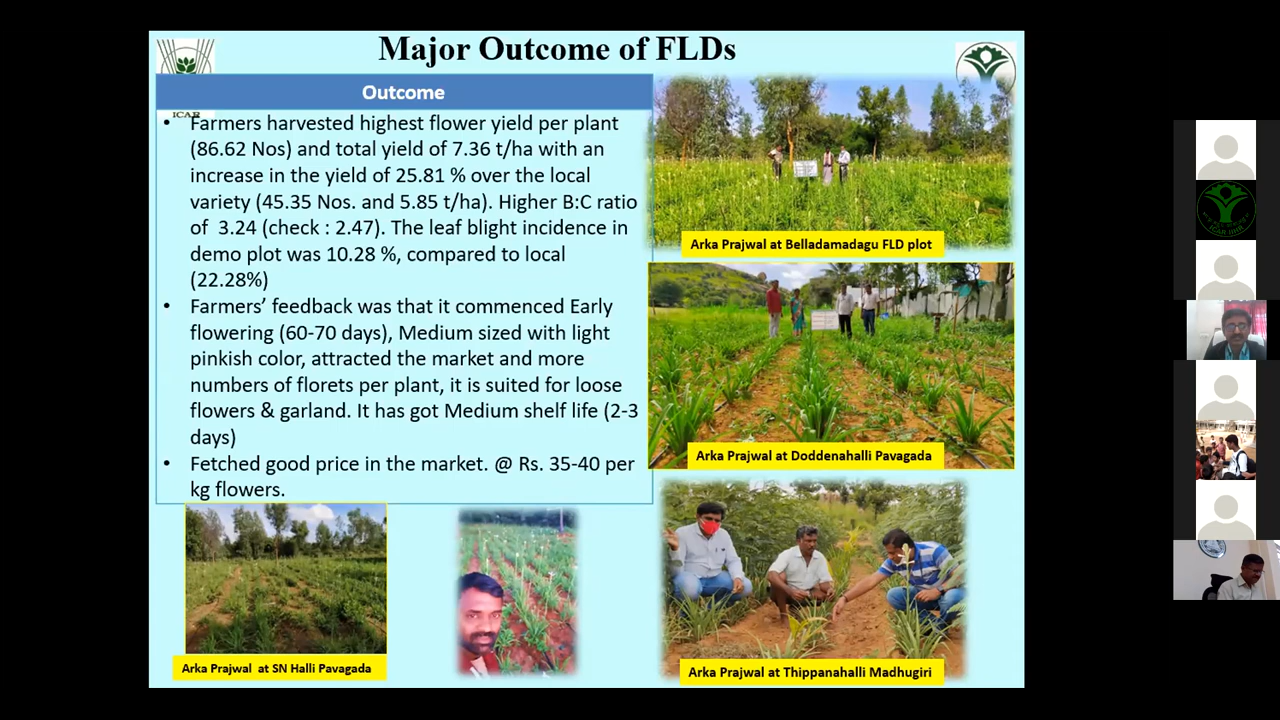 Major Outcome of FLDs
Outcome
ICAR
• Farmers harvested highest flower yield per plant
(86.62 Nos) and total yield of 7.36 t/ha with an
increase in the yield of 25.81 % over the local
variety (45.35 Nos. and 5.85 t/ha). Higher B:C ratio
of 3.24 (check : 2.47). The leaf blight incidence in
demo plot was 10.28 %, compared to local
(22.28%)
• Farmers’ feedback was that it commenced Early
flowering (60-70 days), Medium sized with light
pinkish color, attracted the market and more
numbers of florets per plant, it is suited for loose
flowers & garland. It has got Medium shelf life (2-3
days)
• Fetched good price in the market. @ Rs. 35-40 per
kg flowers.
Arka Prajwal at Belladamadagu FLD plot
Arka Prajwal at Doddenahalli Pavagada
Arka Prajwal at SN Halli Pavagada
Arka Prajwal at Thippanahalli Madhugiri